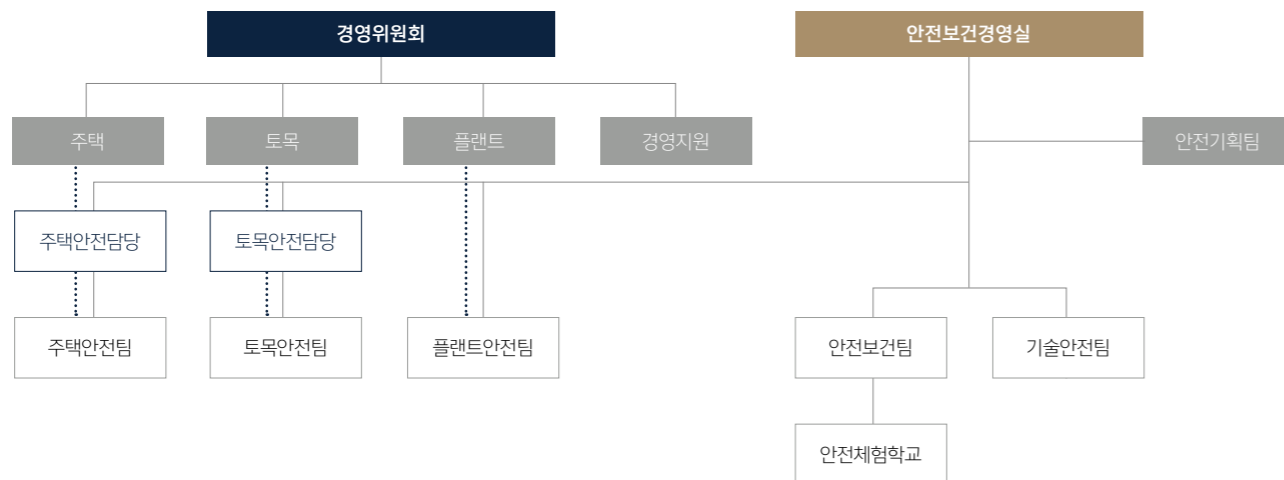 경영위원회
안전보건경영실
주택
토목
플랜트
경영지원
안전기획팀
주택안전담당
토목안전담당
주택안전팀
토목안전팀
플랜트안전팀
안전보건팀
기술안전팀
안전체험학교